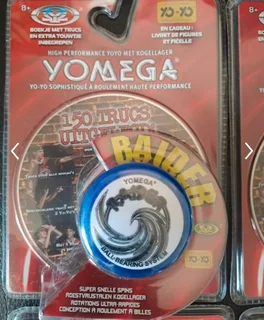 8+
BOEKJE MET TRUCS
EN EXTRA TOUWTJE
INBEGREPEN
YO-YO
EN CADEAU :
LIVRET DE FIGURES
ET FICELLE
HIGH PERFORMANCE YOYO MET KOGELLAGER
YOMEGA
YO-YO SOPHISTIQUÉ À ROULEMENT HAUTE PERFORMANCE
150 TRUCS
RAIDER
YOMEGA
BALL-BEARING SYSTEM
YO-YO
SUPER SNELLE SPINS
ROESTVRIJSTALEN KOGELLAGER
ROTATIONS ULTRA-RAPIDES
CONCEPTION A ROULEMENT A BILLES